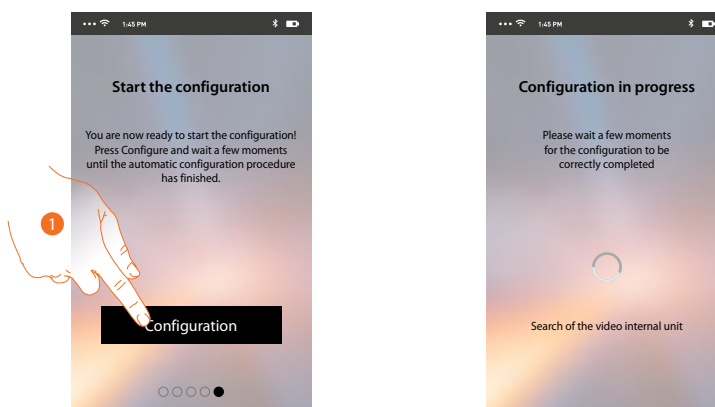 1:45 PM
Start the configuration
You are now ready to start the configuration!
Press Configure and wait a few moments
until the automatic configuration procedure
has finished.
1
Configuration
1:45 PM
Configuration in progress
Please wait a few moments
for the configuration to be
correctly completed
Search of the video internal unit